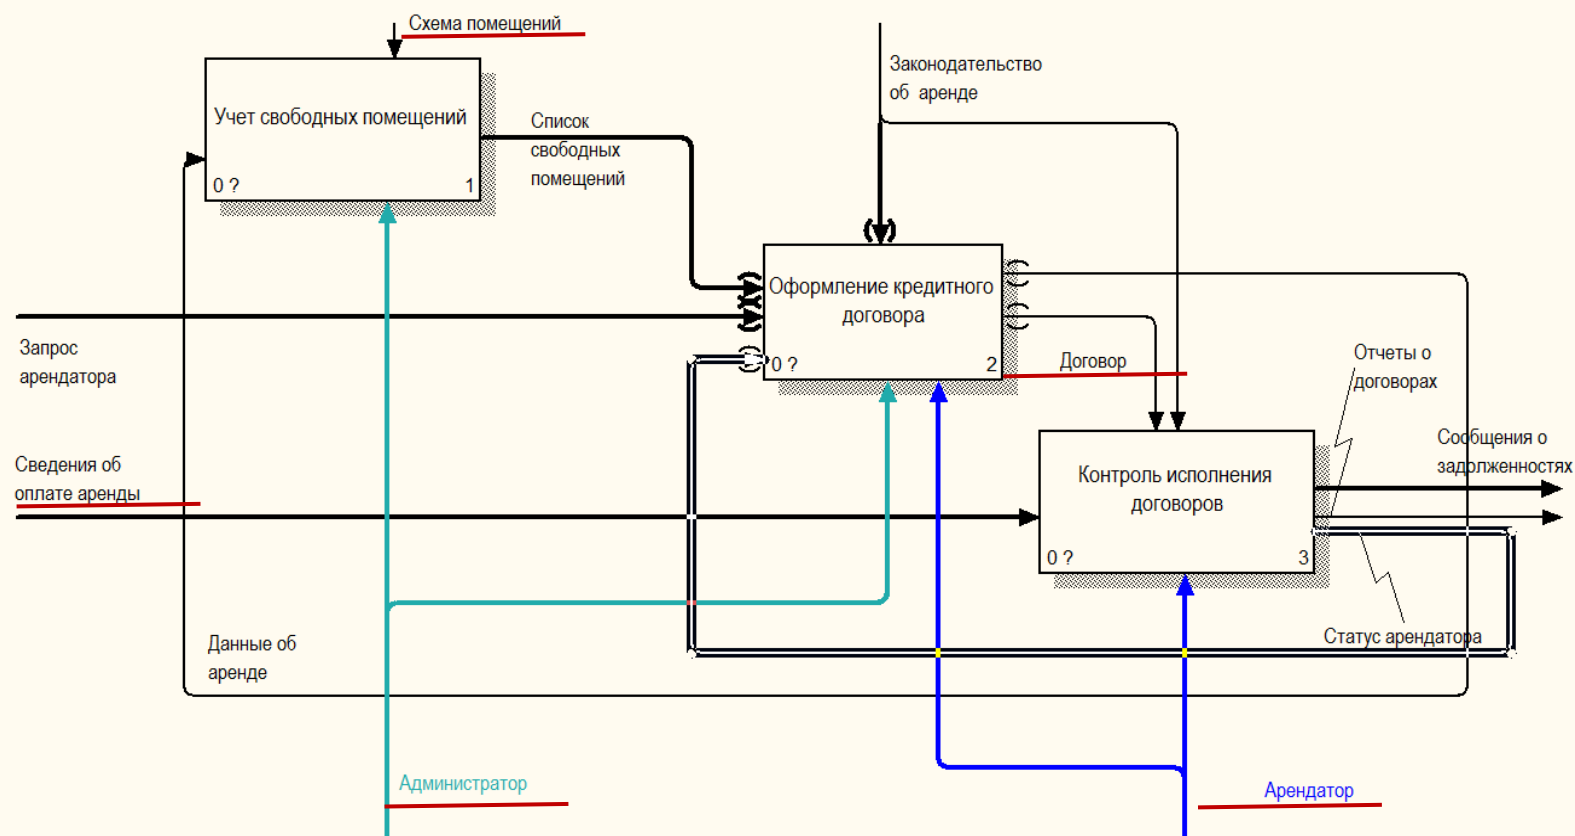 Схема помещений
Законодательство
об аренде
Учет свободных помещений
0 ?
1
Список
свободных
помещений
Оформление кредитного
договора
0 ?
2
Запрос
арендатора
Договор
Отчеты о
договорах
Сообщения о
задолженностях
Сведения об
оплате аренды
Контроль исполнения
договоров
0 ?
3
Статус арендатора
Данные об
аренде
Администратор
Арендатор